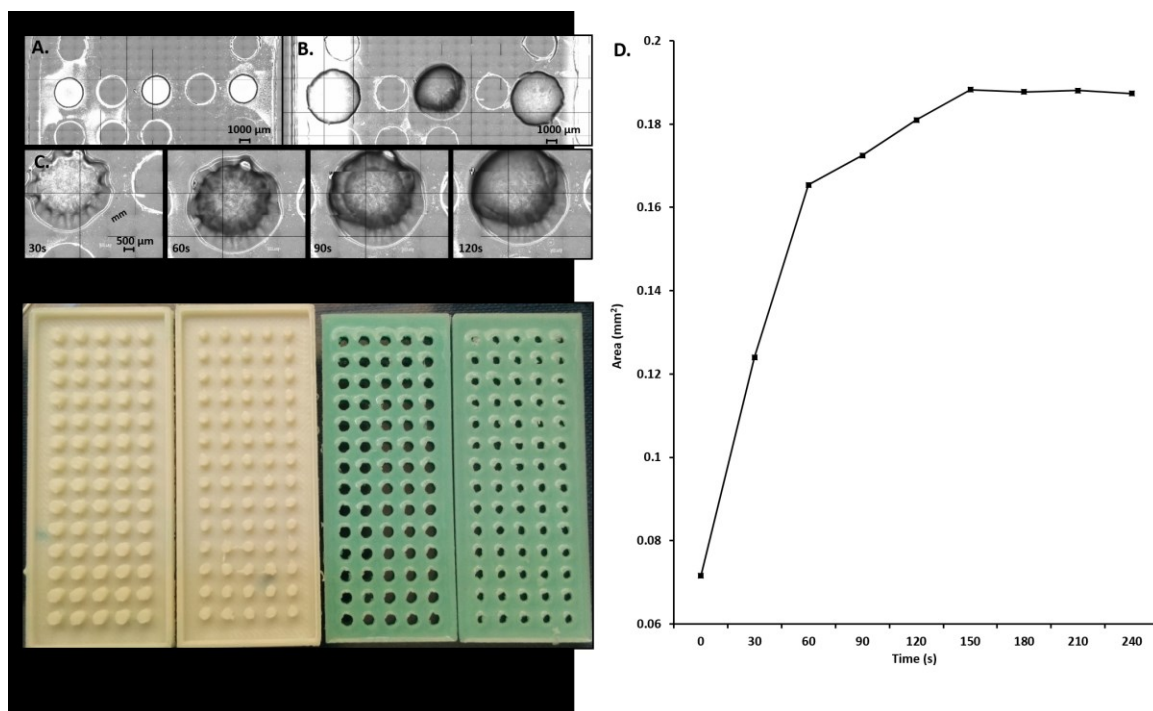 A.
1000 µm
B.
1000 µm
C.
30s
mm
500 µm
60s
90s
120s
D.
0.2
0.18
0.16
0.14
0.12
0.1
0.08
0.06
Area (mm²)
0 30 60 90 120 150 180 210 240
Time (s)